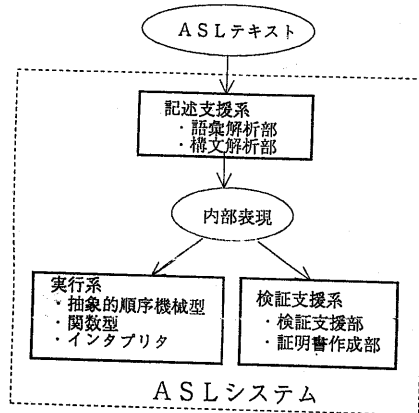 ASLテキスト
記述支援系
・語彙解析部
・構文解析部
内部表現
実行系
・抽象的順序機械型
・関数型
・インタプリタ
検証支援系
・検証支援部
・証明書作成部
ASLシステム